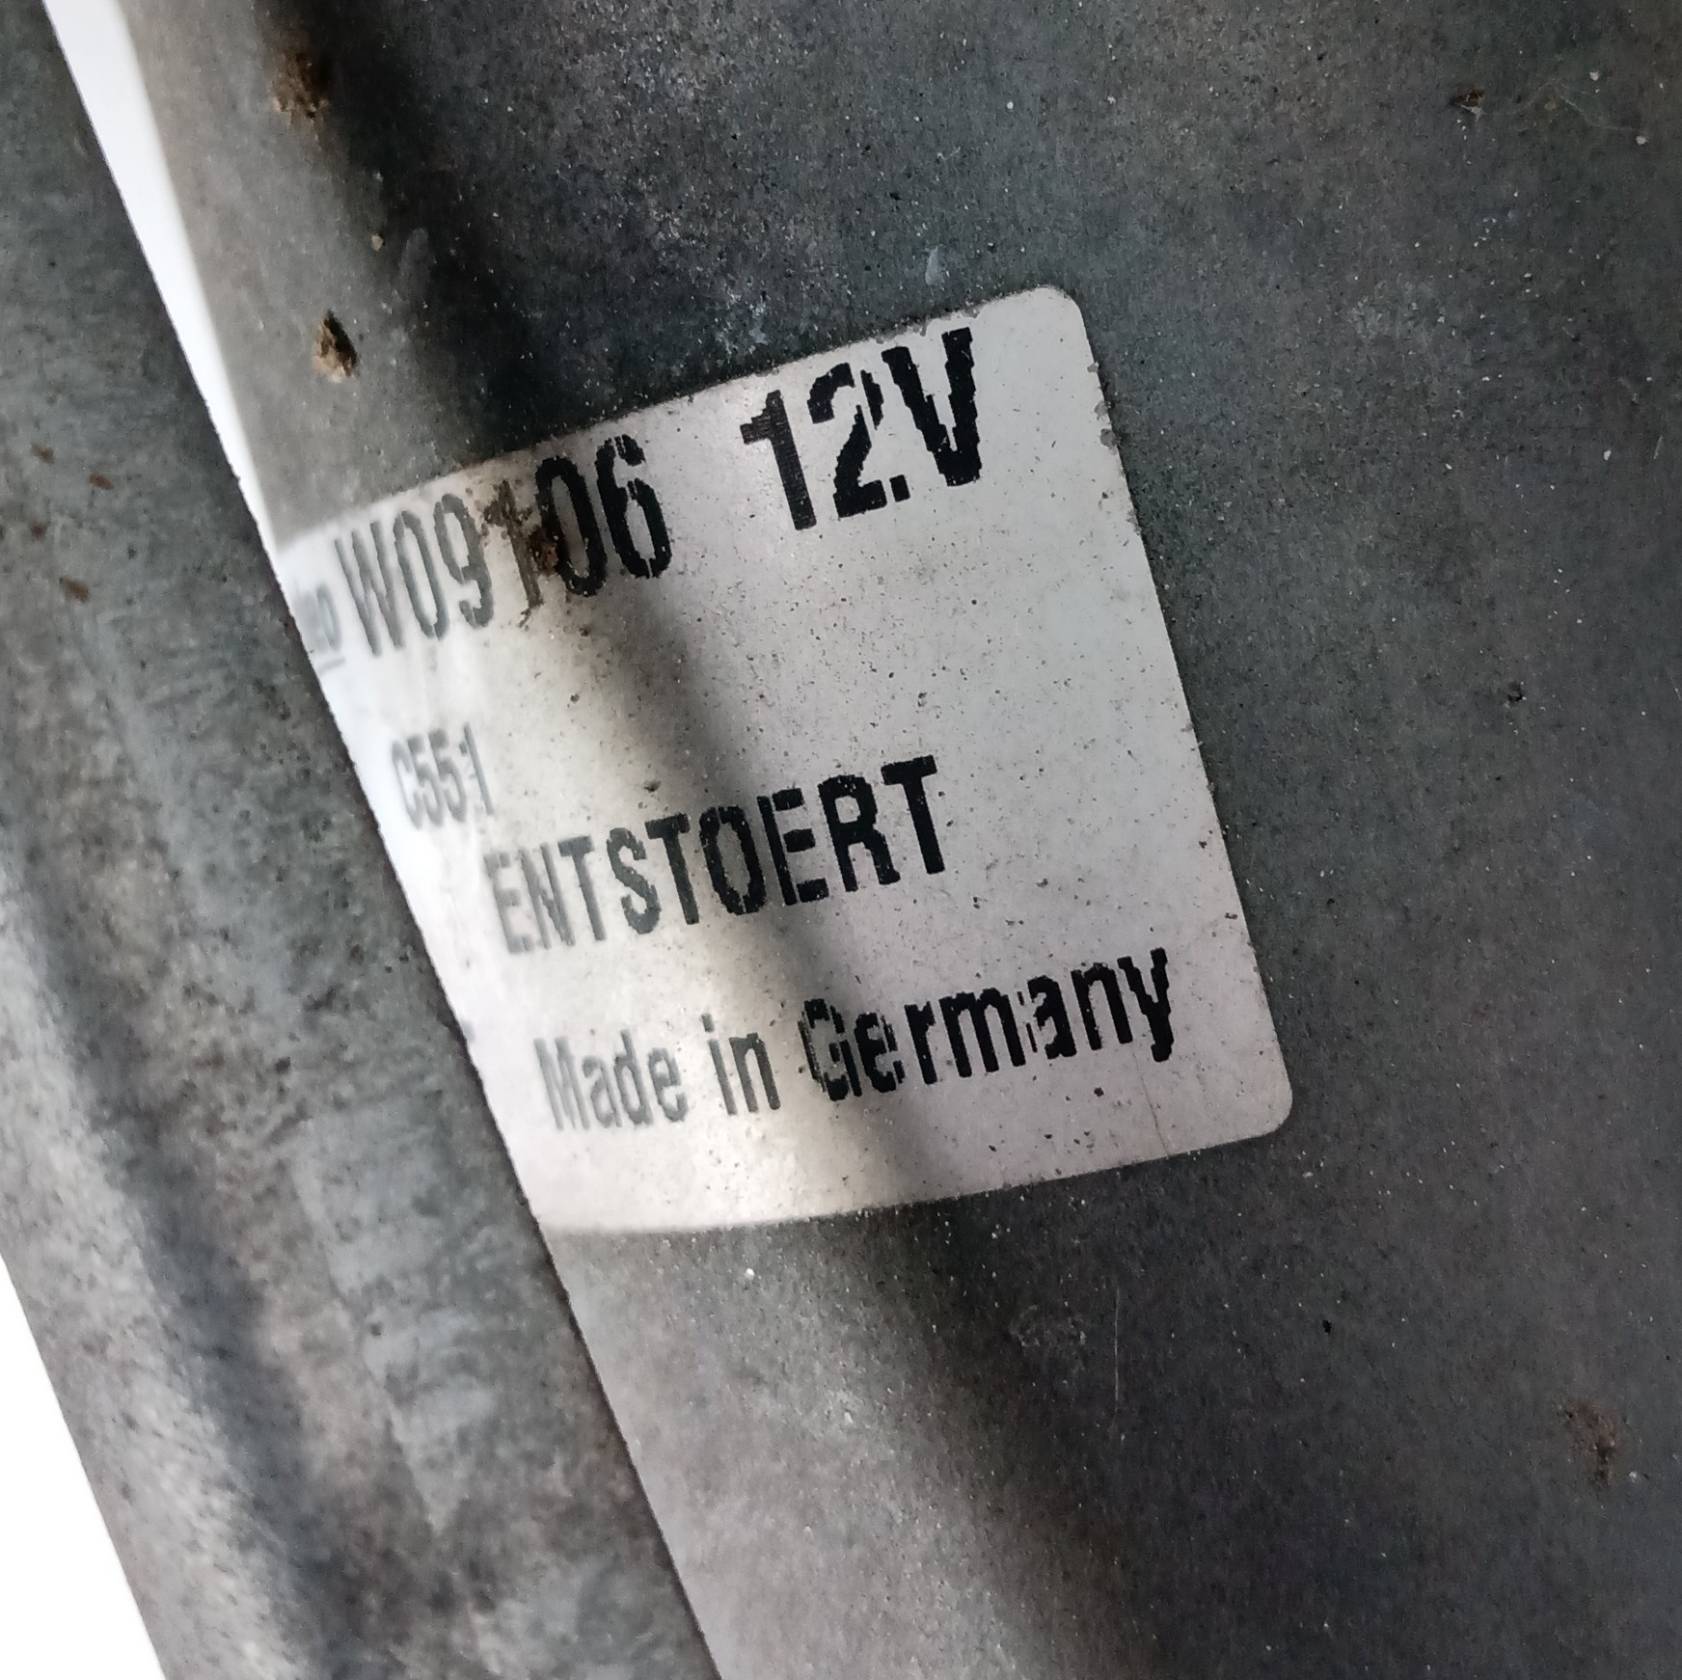 W09106 12V
C551
ENTSTOERT
Made in Germany